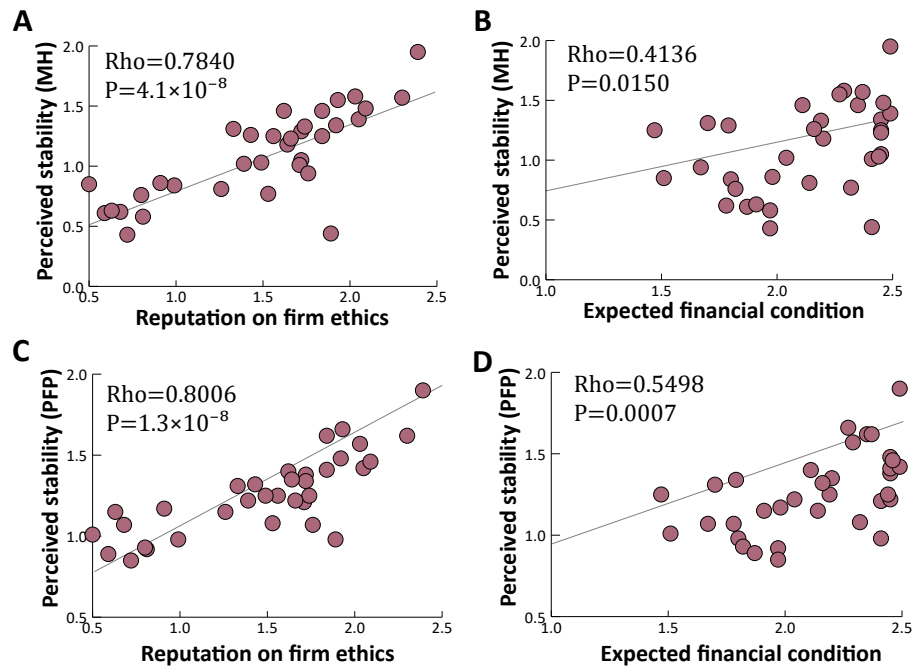 A
Rho=0.7840
P=4.1×10⁻⁸
Perceived stability (MH)
2.0
1.5
1.0
0.5
0.0
0.5
1.0
1.5
2.0
2.5
Reputation on firm ethics
B
Rho=0.4136
P=0.0150
Perceived stability (MH)
2.0
1.5
1.0
0.5
0.0
1.0
1.5
2.0
2.5
Expected financial condition
C
Rho=0.8006
P=1.3×10⁻⁸
Perceived stability (PFP)
2.0
1.5
1.0
0.5
0.5
1.0
1.5
2.0
2.5
Reputation on firm ethics
D
Rho=0.5498
P=0.0007
Perceived stability (PFP)
2.0
1.5
1.0
0.5
1.0
1.5
2.0
2.5
Expected financial condition